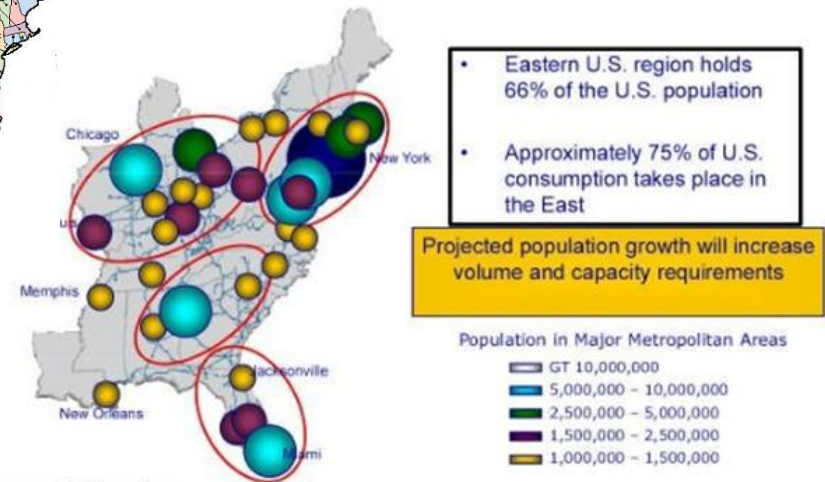 Chicago
New York
Memphis
Jacksonville
New Orleans
Miami
• Eastern U.S. region holds
66% of the U.S. population
• Approximately 75% of U.S.
consumption takes place in
the East
Projected population growth will increase
volume and capacity requirements
Population in Major Metropolitan Areas
GT 10,000,000
5,000,000 – 10,000,000
2,500,000 – 5,000,000
1,500,000 – 2,500,000
1,000,000 – 1,500,000